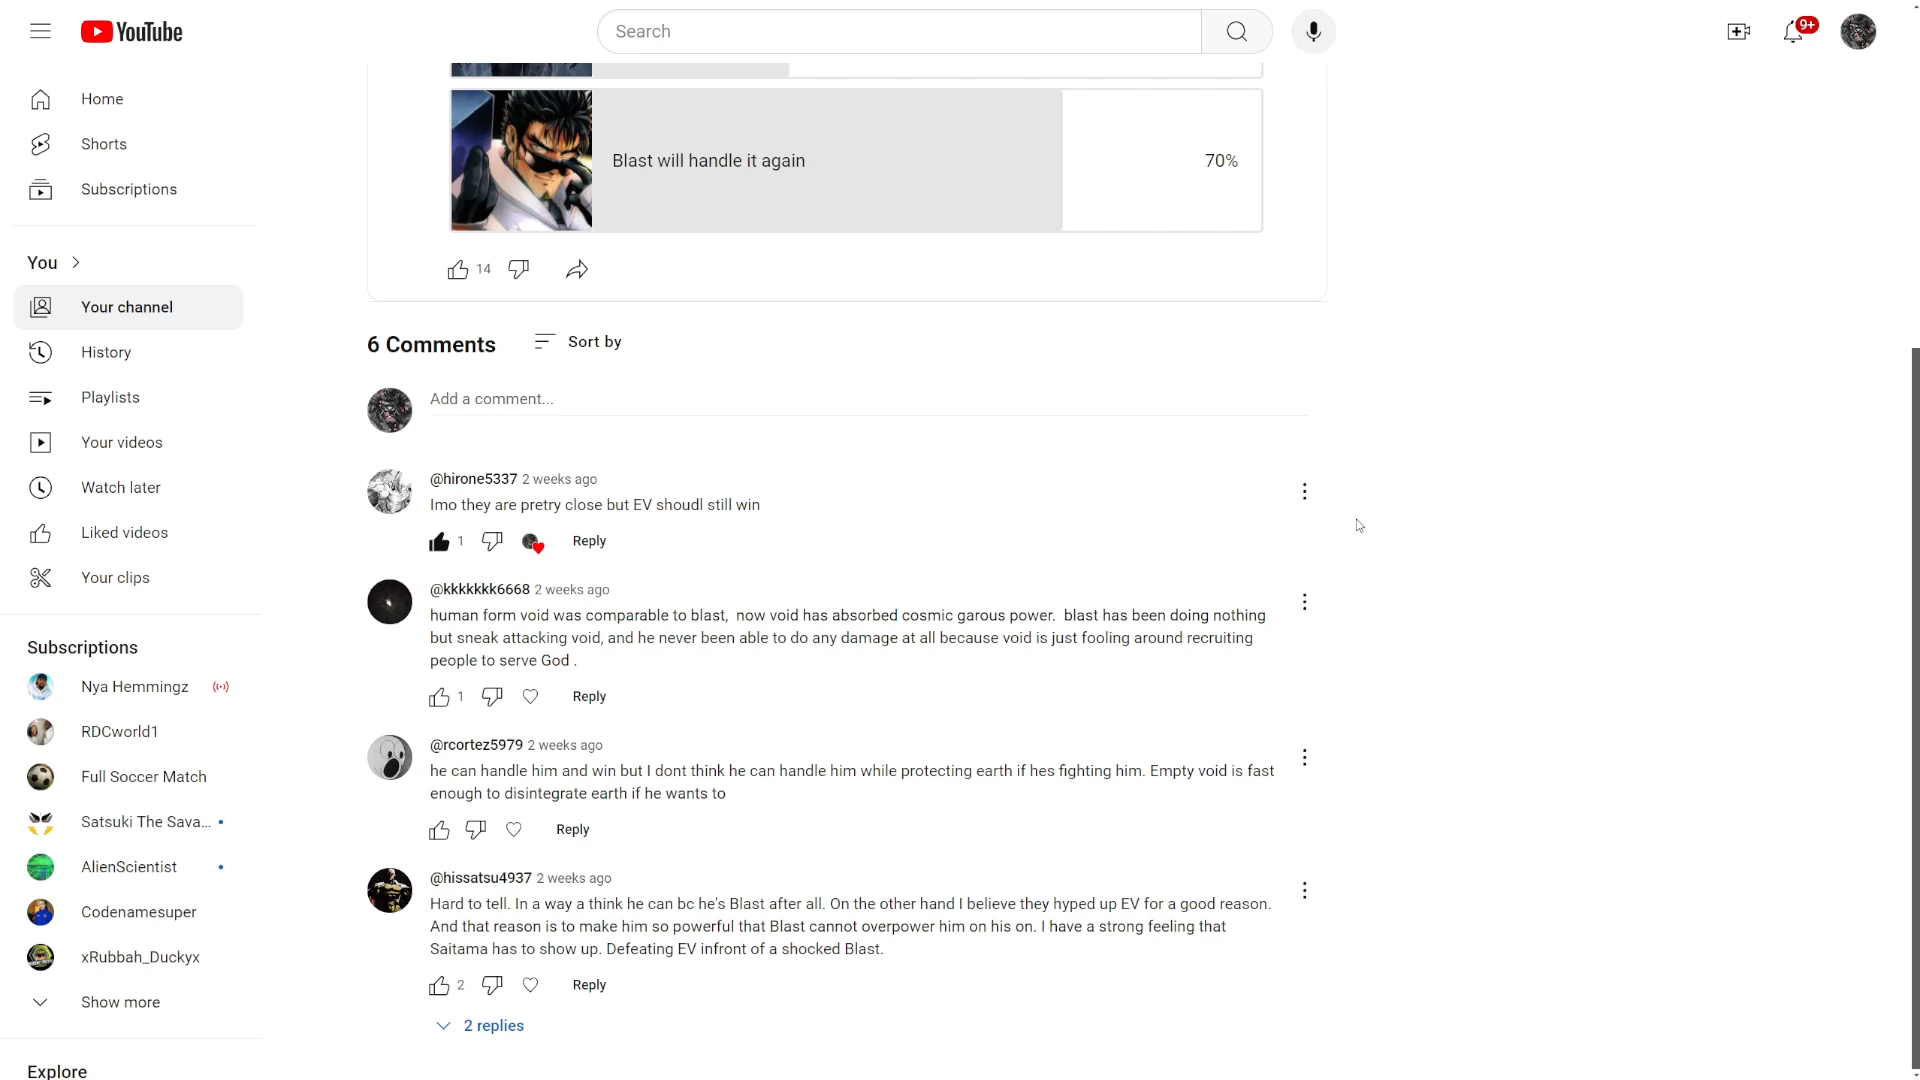 YouTube
Search
9+
Home
Shorts
Subscriptions
You
Your channel
History
Playlists
Your videos
Watch later
Liked videos
Your clips
Subscriptions
Nya Hemmingz
RDCworld1
Full Soccer Match
Satsuki The Sava...
AlienScientist
Codenamesuper
xRubbah_Duckyx
Show more
Explore
Blast will handle it again
70%
14
6 Comments
Sort by
Add a comment...
@hirone5337 2 weeks ago
Imo they are pretty close but EV shoudl still win
1
Reply
@kkkkkkk6668 2 weeks ago
human form void was comparable to blast, now void has absorbed cosmic garous power. blast has been doing nothing
but sneak attacking void, and he never been able to do any damage at all because void is just fooling around recruiting
people to serve God .
1
Reply
@rcortez5979 2 weeks ago
he can handle him and win but I dont think he can handle him while protecting earth if hes fighting him. Empty void is fast
enough to disintegrate earth if he wants to
Reply
@hissatsu4937 2 weeks ago
Hard to tell. In a way a think he can bc he's Blast after all. On the other hand I believe they hyped up EV for a good reason.
And that reason is to make him so powerful that Blast cannot overpower him on his on. I have a strong feeling that
Saitama has to show up. Defeating EV infront of a shocked Blast.
2
Reply
2 replies